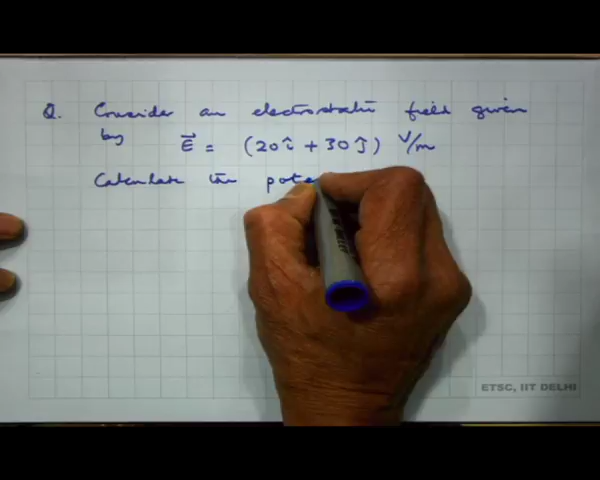 Q. Consider an electrostatic field given
by E⃗ = (20î + 30ĵ) V/m
Calculate the pote
ETSC, IIT DELHI